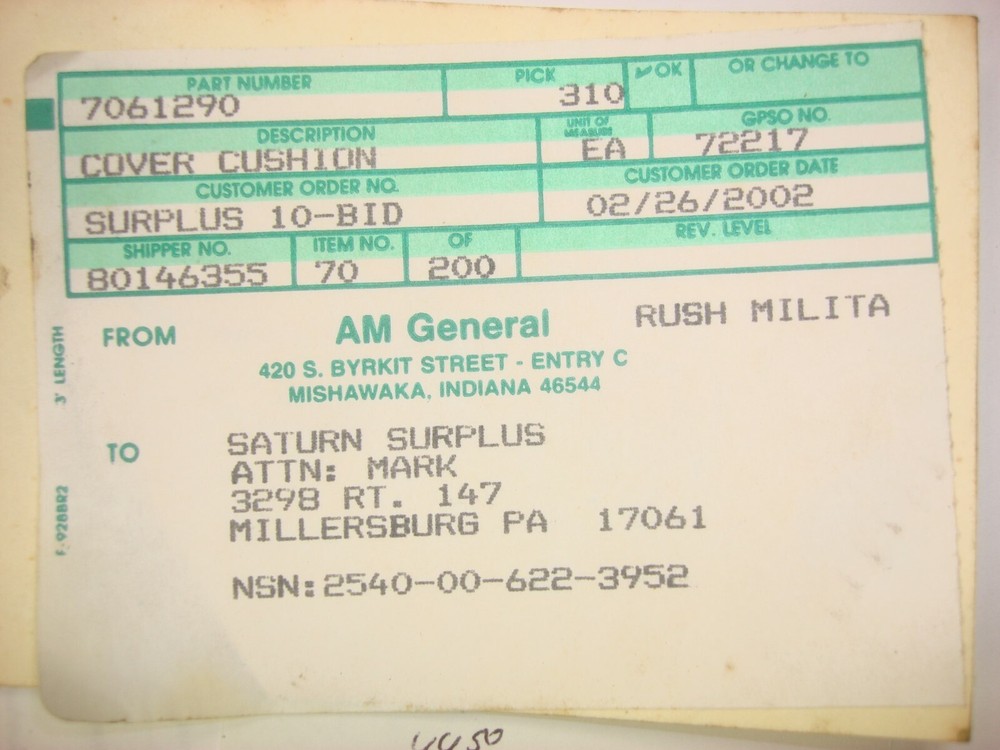 PART NUMBER PICK ✔OK OR CHANGE TO
7061290 310
DESCRIPTION UNIT OF MEASURE GPSO NO.
COVER CUSHION EA 72217
CUSTOMER ORDER NO. CUSTOMER ORDER DATE
SURPLUS 10-BID 02/26/2002
SHIPPER NO. ITEM NO. OF REV. LEVEL
80146355 70 200
FROM AM General RUSH MILITA
420 S. BYRKIT STREET - ENTRY C
MISHAWAKA, INDIANA 46544
3' LENGTH
TO SATURN SURPLUS
ATTN: MARK
3298 RT. 147
MILLERSBURG PA 17061
F-928BR2
NSN:2540-00-622-3952